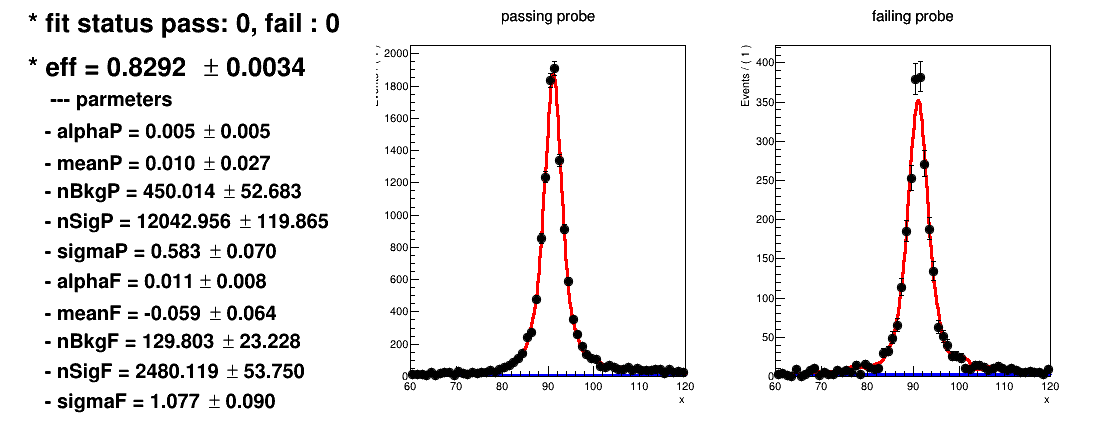 * fit status pass: 0, fail : 0
* eff = 0.8292 ± 0.0034
--- parmeters
- alphaP = 0.005 ± 0.005
- meanP = 0.010 ± 0.027
- nBkgP = 450.014 ± 52.683
- nSigP = 12042.956 ± 119.865
- sigmaP = 0.583 ± 0.070
- alphaF = 0.011 ± 0.008
- meanF = -0.059 ± 0.064
- nBkgF = 129.803 ± 23.228
- nSigF = 2480.119 ± 53.750
- sigmaF = 1.077 ± 0.090
passing probe
2000
1800
1600
1400
1200
1000
800
600
400
200
0
60 70 80 90 100 110 120
x
failing probe
Events / ( 1 )
400
350
300
250
200
150
100
50
0
60 70 80 90 100 110 120
x